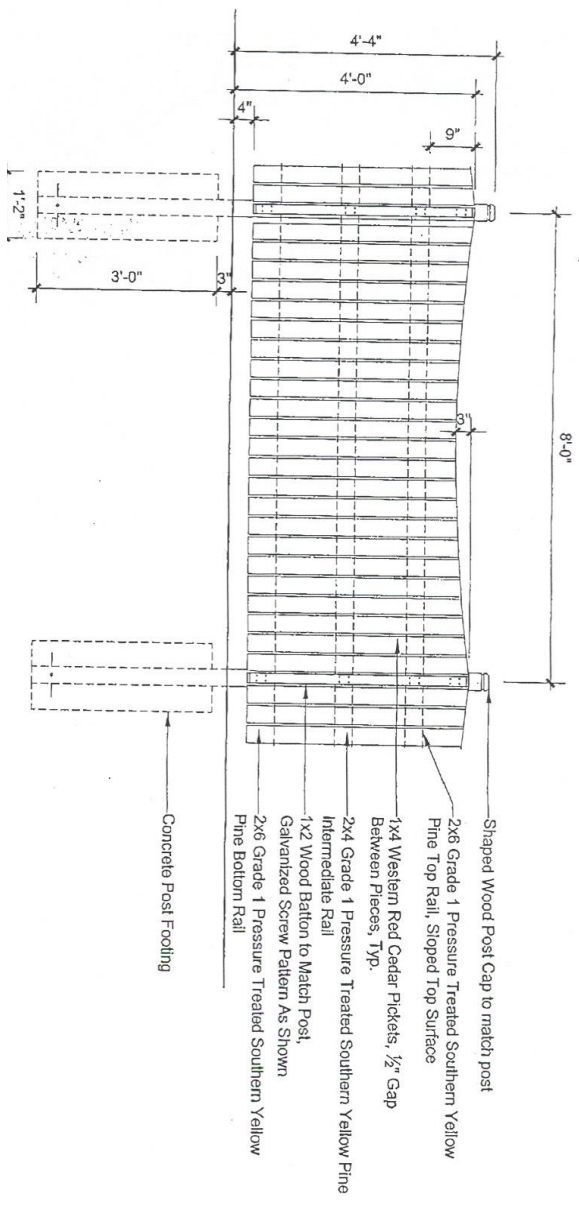 4'-4"
4'-0"
4"
9"
1'-2"
3'-0"
3"
3"
8'-0"
Shaped Wood Post Cap to match post
2x6 Grade 1 Pressure Treated Southern Yellow
Pine Top Rail, Sloped Top Surface
1x4 Western Red Cedar Pickets, ½" Gap
Between Pieces, Typ.
2x4 Grade 1 Pressure Treated Southern Yellow Pine
Intermediate Rail
1x2 Wood Batton to Match Post,
Galvanized Screw Pattern As Shown
2x6 Grade 1 Pressure Treated Southern Yellow
Pine Bottom Rail
Concrete Post Footing